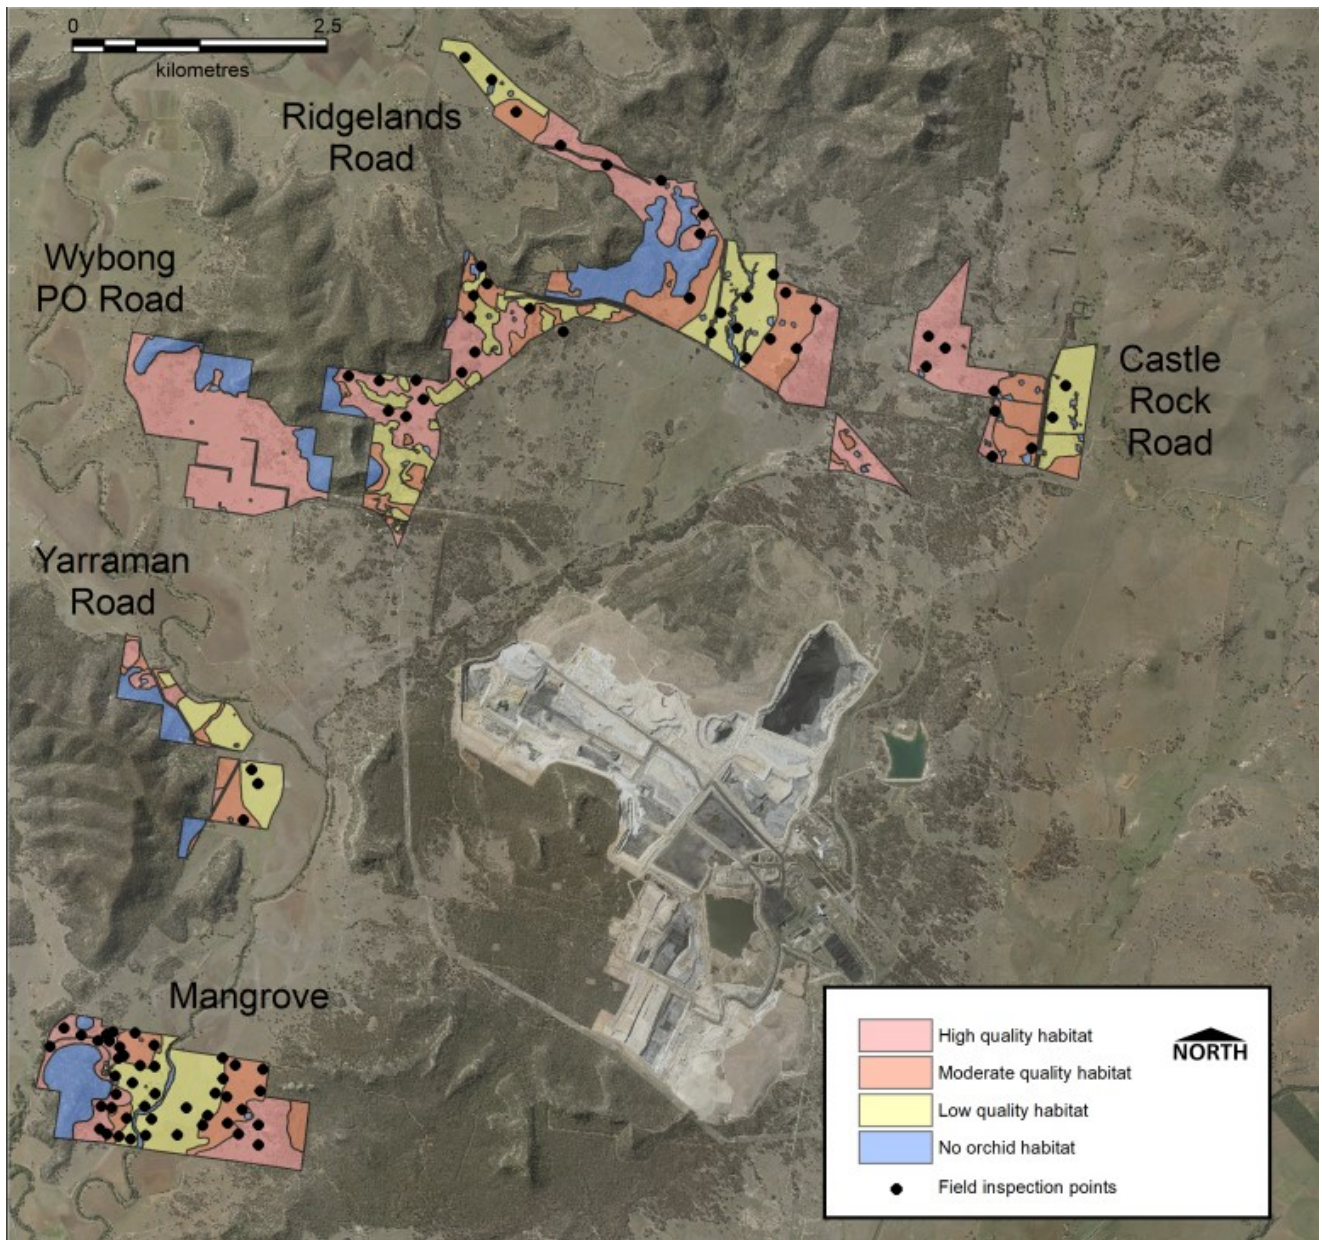 0 2.5
kilometres
Ridgelands
Road
Wybong
PO Road
Castle
Rock
Road
Yarraman
Road
Mangrove
High quality habitat
Moderate quality habitat
Low quality habitat
No orchid habitat
Field inspection points
NORTH